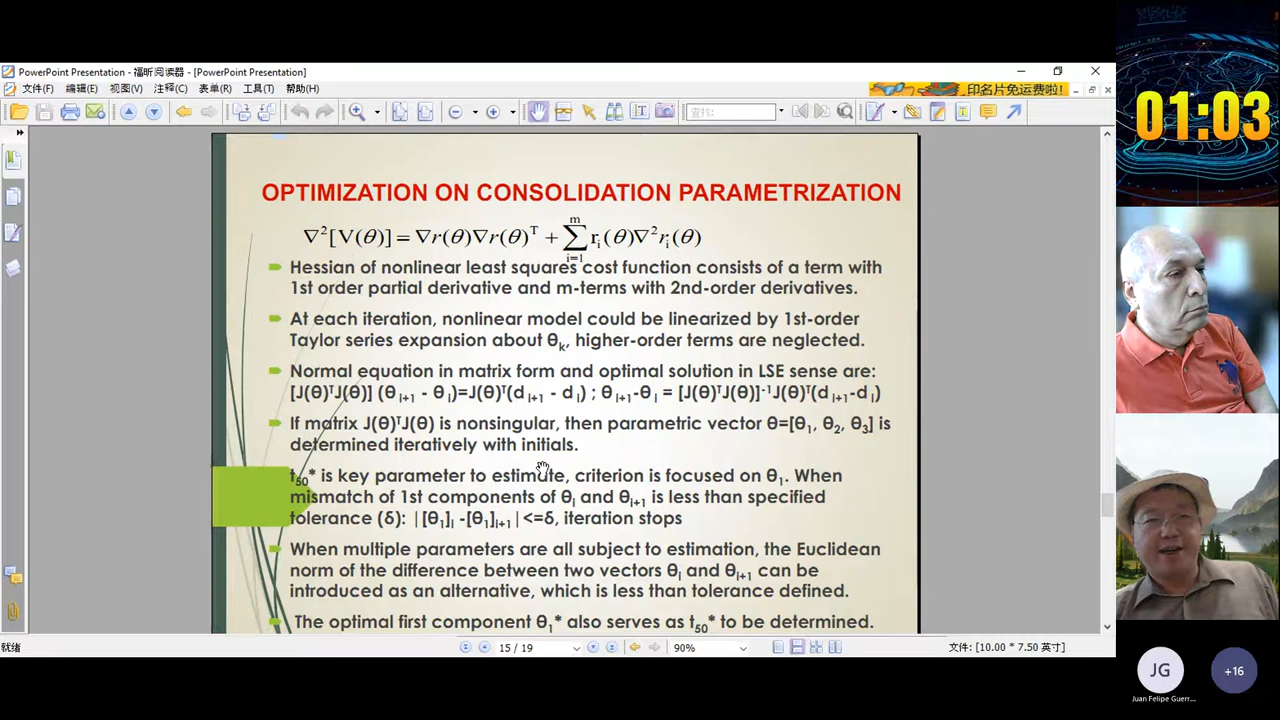 PowerPoint Presentation - 福昕阅读器 - [PowerPoint Presentation]
文件(F) 编辑(E) 视图(V) 注释(C) 表单(R) 工具(T) 帮助(H)
印名片免运费啦!
查找:
01:03
OPTIMIZATION ON CONSOLIDATION PARAMETRIZATION
∇²[V(θ)] = ∇r(θ)∇r(θ)ᵀ + ∑ᵢ₌₁ᵐ rᵢ(θ)∇²rᵢ(θ)
Hessian of nonlinear least squares cost function consists of a term with
1st order partial derivative and m-terms with 2nd-order derivatives.
At each iteration, nonlinear model could be linearized by 1st-order
Taylor series expansion about θₖ, higher-order terms are neglected.
Normal equation in matrix form and optimal solution in LSE sense are:
[J(θ)ᵀJ(θ)] (θ ᵢ₊₁ - θ ᵢ)=J(θ)ᵀ(d ᵢ₊₁ - d ᵢ) ; θ ᵢ₊₁-θ ᵢ = [J(θ)ᵀJ(θ)]⁻¹J(θ)ᵀ(d ᵢ₊₁-d ᵢ)
If matrix J(θ)ᵀJ(θ) is nonsingular, then parametric vector θ=[θ₁, θ₂, θ₃] is
determined iteratively with initials.
t₅₀* is key parameter to estimate, criterion is focused on θ₁. When
mismatch of 1st components of θᵢ and θᵢ₊₁ is less than specified
tolerance (δ): |[θ₁]ᵢ -[θ₁]ᵢ₊₁|<=δ, iteration stops
When multiple parameters are all subject to estimation, the Euclidean
norm of the difference between two vectors θᵢ and θᵢ₊₁ can be
introduced as an alternative, which is less than tolerance defined.
The optimal first component θ₁* also serves as t₅₀* to be determined.
就绪
15 / 19
90%
文件: [10.00 * 7.50 英寸]
JG
+16
Juan Felipe Guerr...